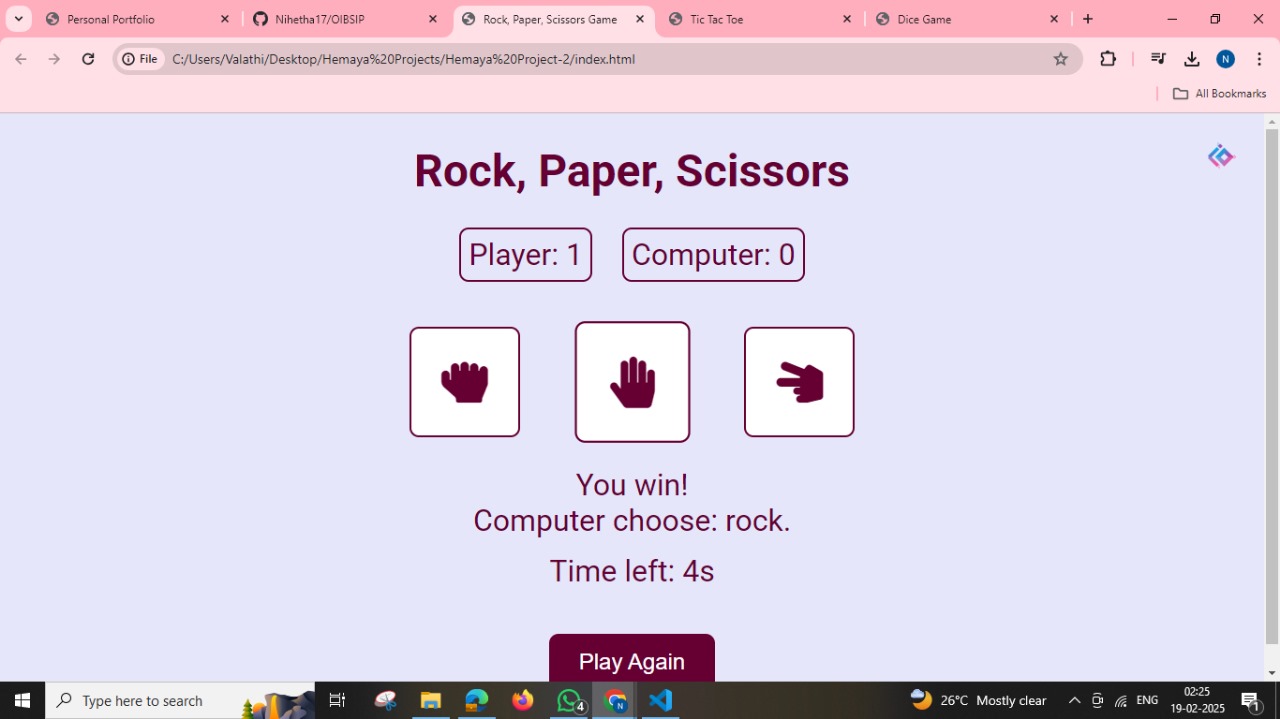 Personal Portfolio
Nihetha17/OIBSIP
Rock, Paper, Scissors Game
Tic Tac Toe
Dice Game
File
C:/Users/Valathi/Desktop/Hemaya%20Projects/Hemaya%20Project-2/index.html
N
All Bookmarks
Rock, Paper, Scissors
Player: 1
Computer: 0
You win!
Computer choose: rock.
Time left: 4s
Play Again
Type here to search
4
N
26°C Mostly clear
ENG
02:25
19-02-2025
1